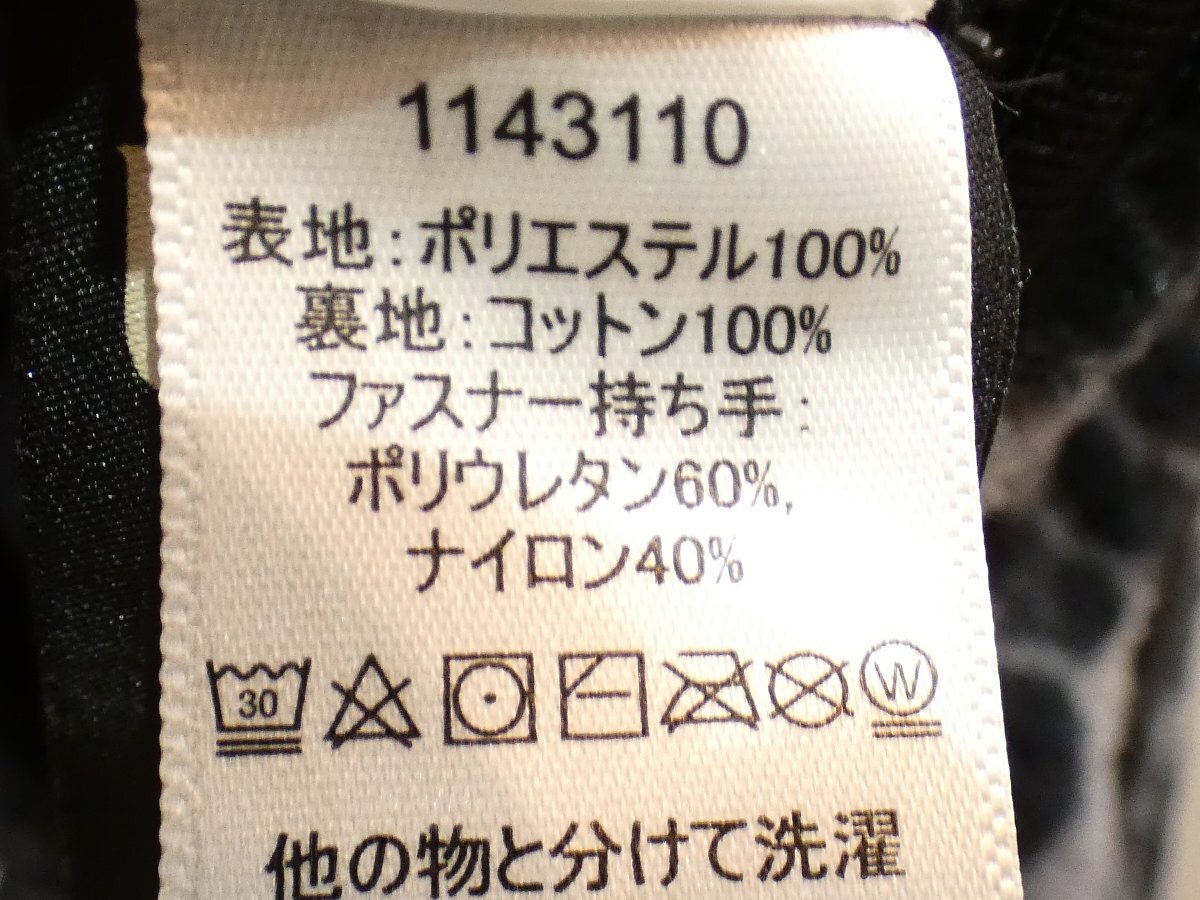 1143110
表地:ポリエステル100%
裏地:コットン100%
ファスナー持ち手:
ポリウレタン60%,
ナイロン40%
30
W
他の物と分けて洗濯